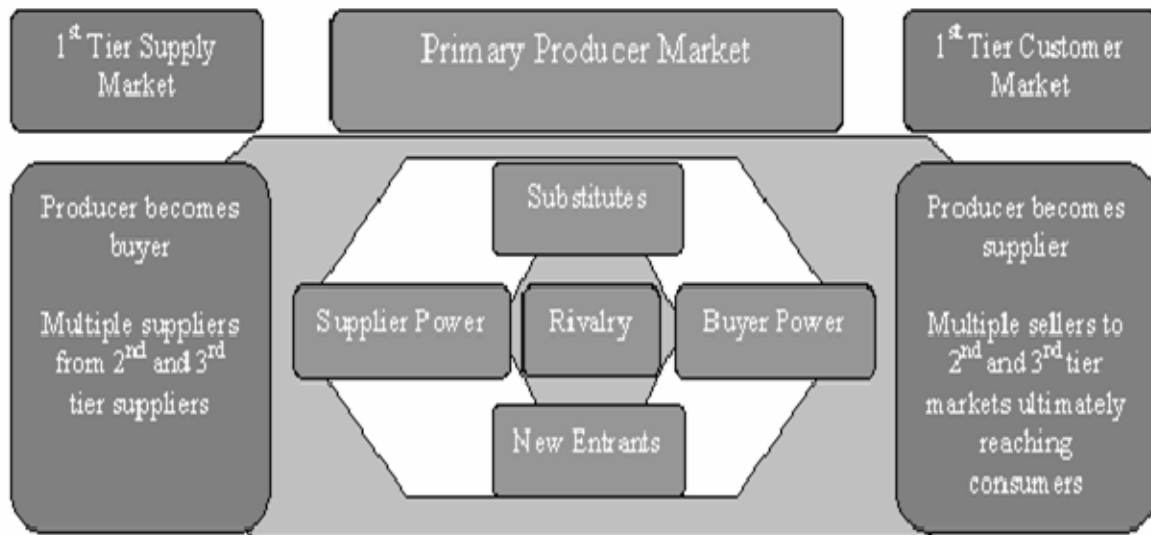 1st Tier Supply
Market
Primary Producer Market
1st Tier Customer
Market
Producer becomes
buyer
Multiple suppliers
from 2nd and 3rd
tier suppliers
Substitutes
Supplier Power
Rivalry
Buyer Power
New Entrants
Producer becomes
supplier
Multiple sellers to
2nd and 3rd tier
markets ultimately
reaching
consumers